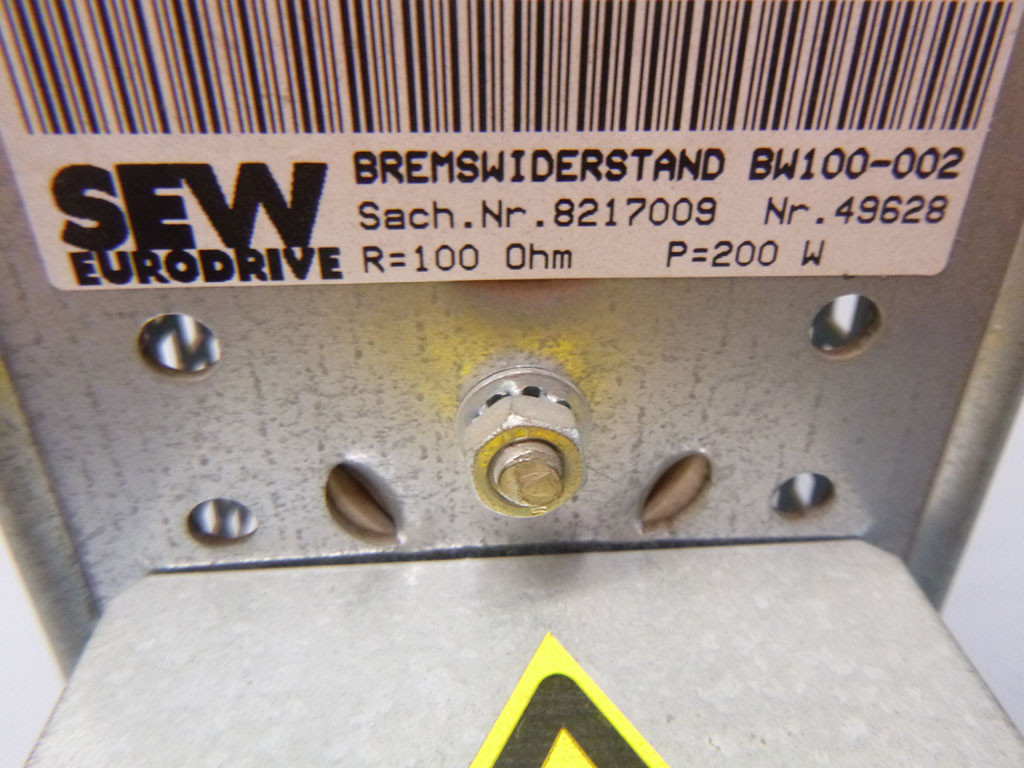 SEW
EURODRIVE
BREMSWIDERSTAND BW100-002
Sach.Nr.8217009 Nr.49628
R=100 Ohm P=200 W